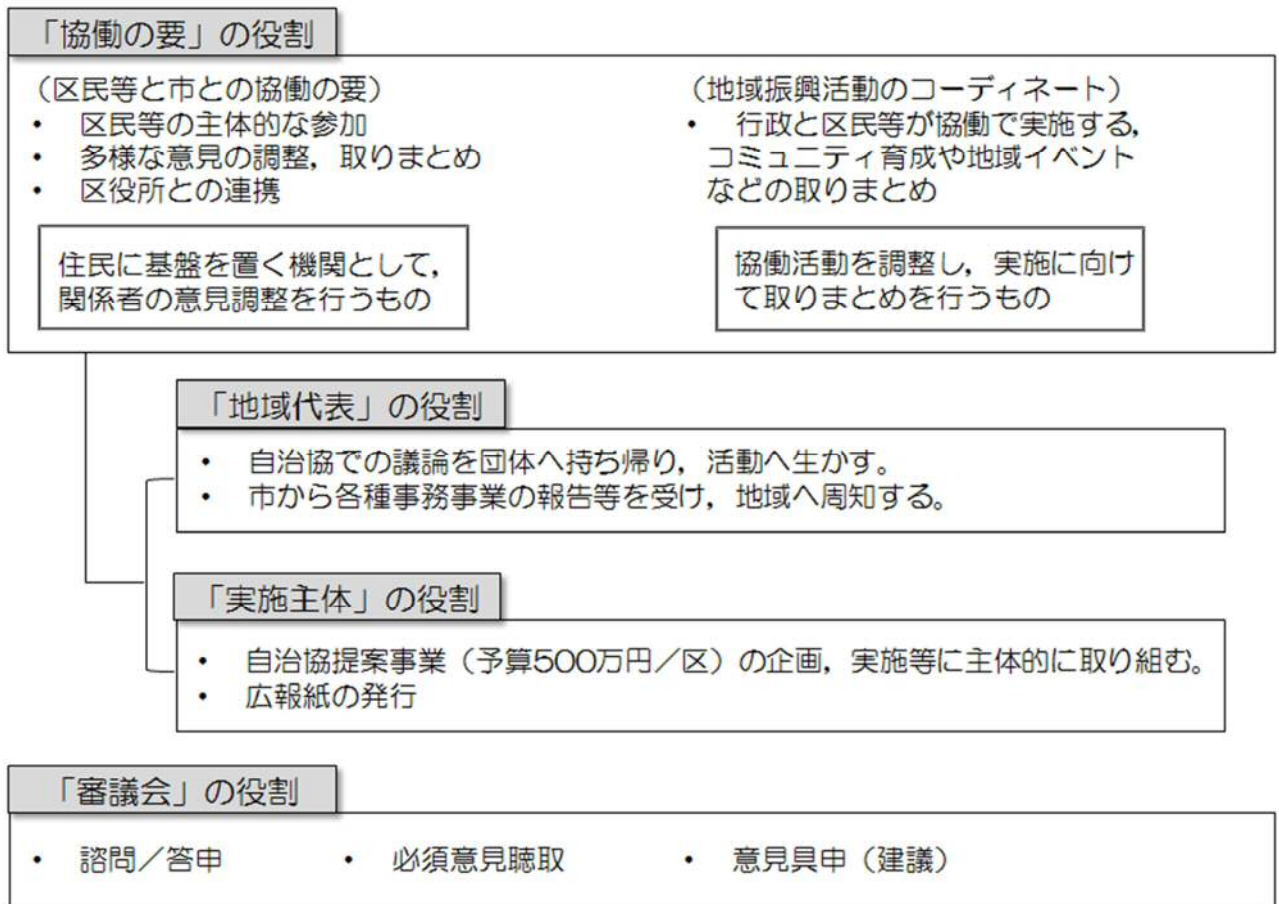 「協働の要」の役割
（区民等と市との協働の要）
・ 区民等の主体的な参加
・ 多様な意見の調整，取りまとめ
・ 区役所との連携
住民に基盤を置く機関として，
関係者の意見調整を行うもの
（地域振興活動のコーディネート）
・ 行政と区民等が協働で実施する，
コミュニティ育成や地域イベント
などの取りまとめ
協働活動を調整し，実施に向け
て取りまとめを行うもの
「地域代表」の役割
・ 自治協での議論を団体へ持ち帰り，活動へ生かす。
・ 市から各種事務事業の報告等を受け，地域へ周知する。
「実施主体」の役割
・ 自治協提案事業（予算500万円／区）の企画，実施等に主体的に取り組む。
・ 広報紙の発行
「審議会」の役割
・ 諮問／答申 ・ 必須意見聴取 ・ 意見具申（建議）